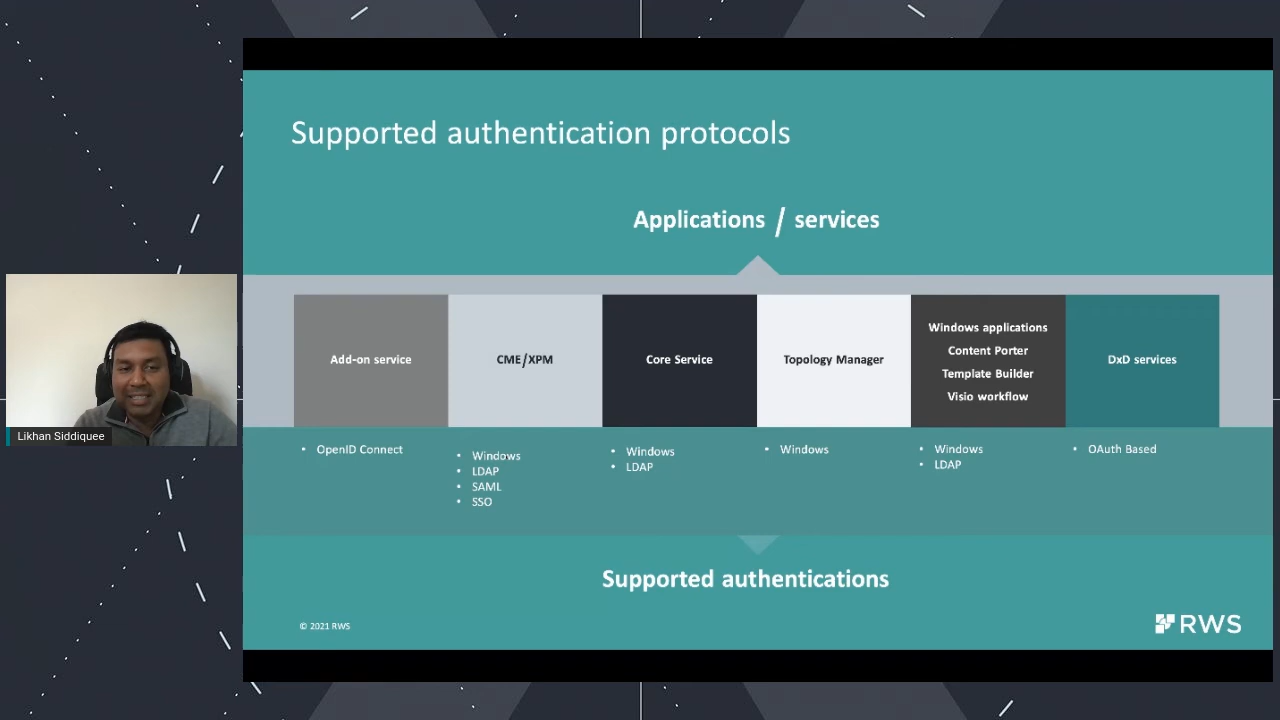 Supported authentication protocols
Applications / services
Add-on service
CME/XPM
Core Service
Topology Manager
Windows applications
Content Porter
Template Builder
Visio workflow
DxD services
• OpenID Connect
• Windows
• LDAP
• SAML
• SSO
• Windows
• LDAP
• Windows
• Windows
• LDAP
• OAuth Based
Supported authentications
© 2021 RWS
RWS
Likhan Siddiquee